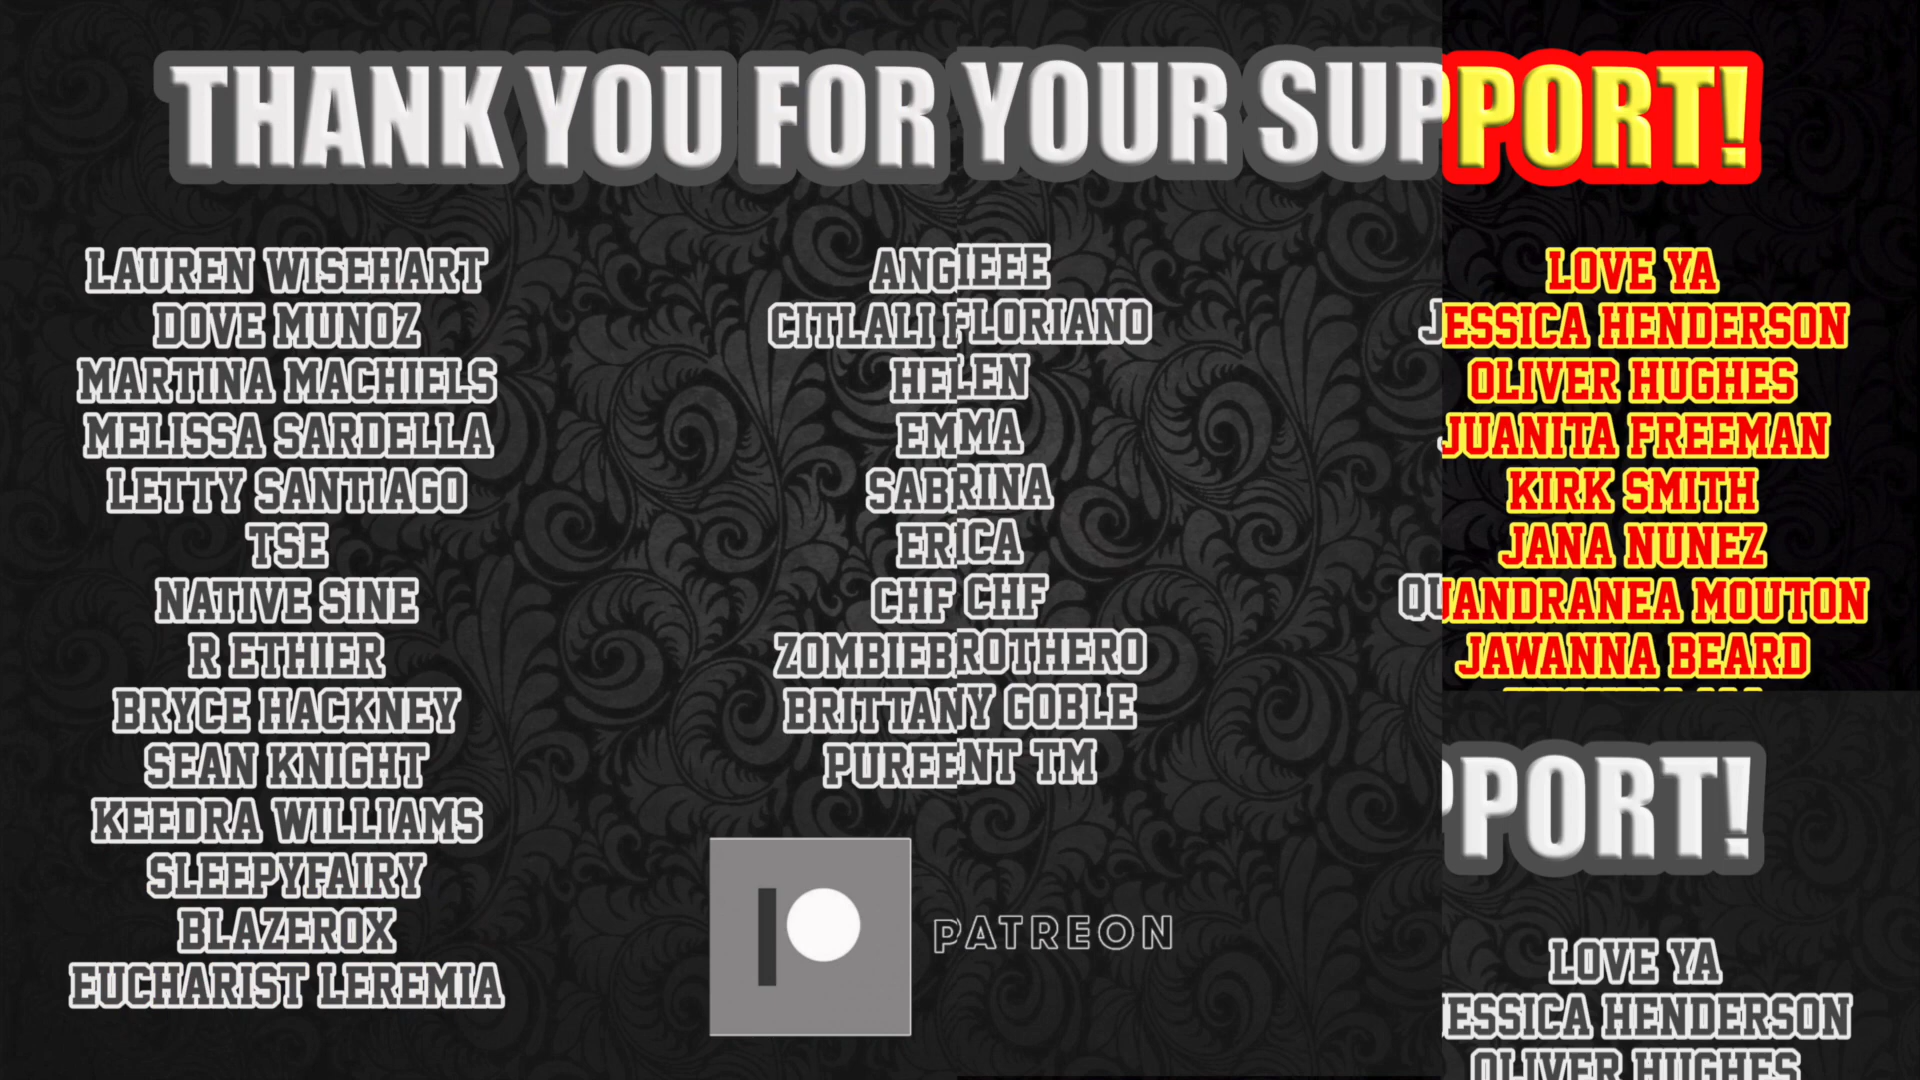 THANK YOU FOR YOUR SUPPORT!
LAUREN WISEHART
DOVE MUNOZ
MARTINA MACHIELS
MELISSA SARDELLA
LETTY SANTIAGO
TSE
NATIVE SINE
R ETHIER
BRYCE HACKNEY
SEAN KNIGHT
KEEDRA WILLIAMS
SLEEPYFAIRY
BLAZEROX
EUCHARIST LEREMIA
ANGIEEE
CITLALI FLORIANO
HELEN
EMMA
SABRINA
ERICA
CHF CHF
ZOMBIEBROTHERO
BRITTANY GOBLE
PUREENT TM
PATREON
LOVE YA
JESSICA HENDERSON
OLIVER HUGHES
JUANITA FREEMAN
KIRK SMITH
JANA NUNEZ
QUANDRANEA MOUTON
JAWANNA BEARD
PPORT!
LOVE YA
ESSICA HENDERSON
OLIVER HUGHES